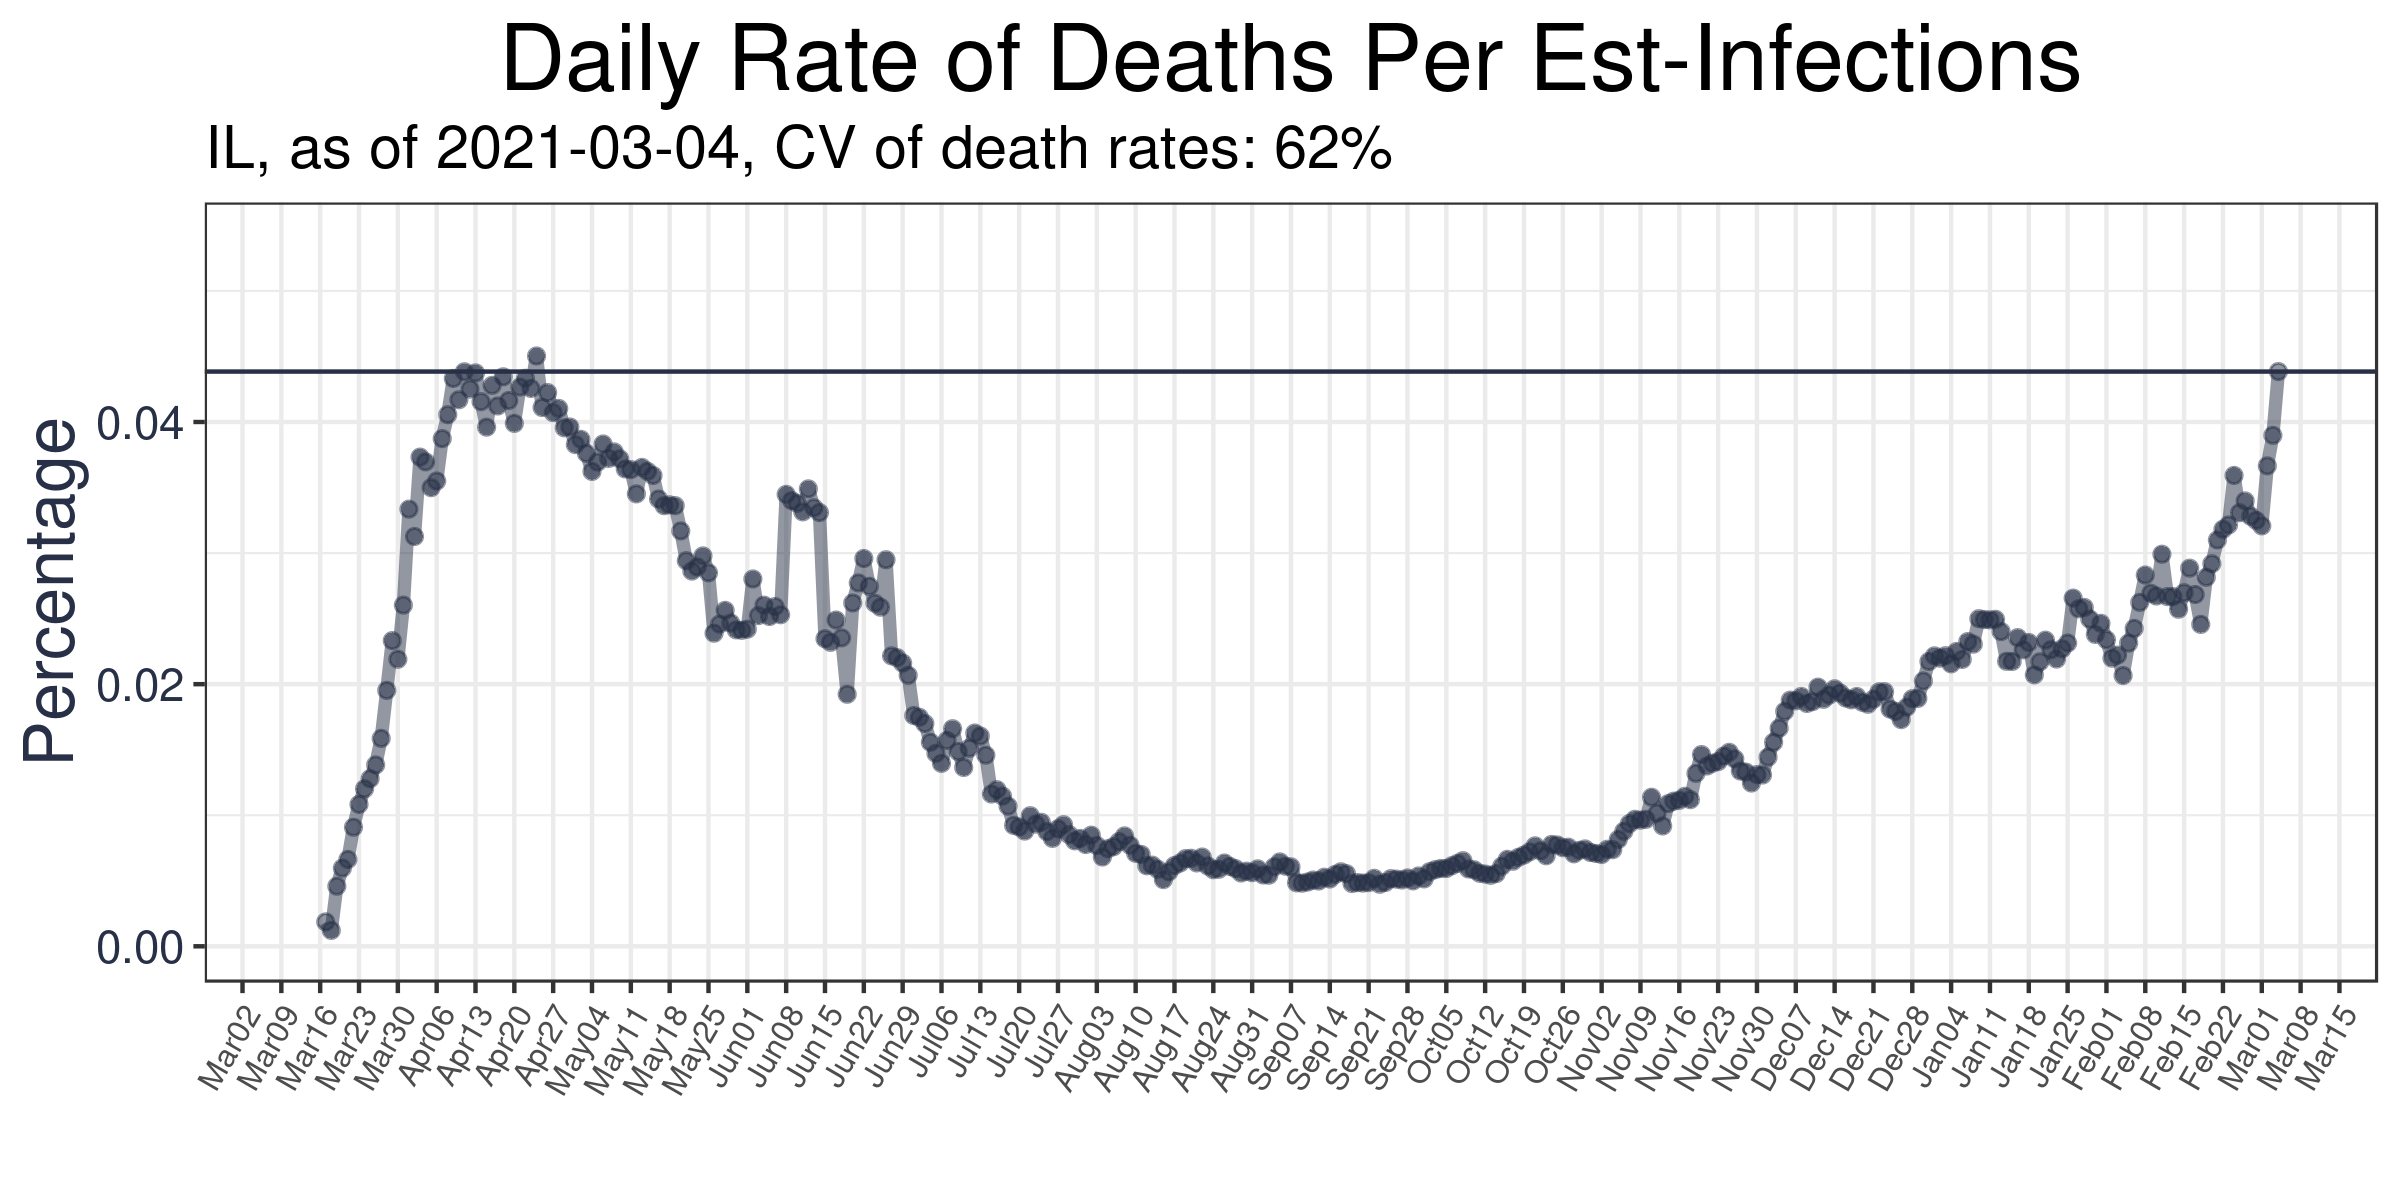 Daily Rate of Deaths Per Est-Infections
IL, as of 2021-03-04, CV of death rates: 62%
Percentage
0.04
0.02
0.00
Mar02
Mar09
Mar16
Mar23
Mar30
Apr06
Apr13
Apr20
Apr27
May04
May11
May18
May25
Jun01
Jun08
Jun15
Jun22
Jun29
Jul06
Jul13
Jul20
Jul27
Aug03
Aug10
Aug17
Aug24
Aug31
Sep07
Sep14
Sep21
Sep28
Oct05
Oct12
Oct19
Oct26
Nov02
Nov09
Nov16
Nov23
Nov30
Dec07
Dec14
Dec21
Dec28
Jan04
Jan11
Jan18
Jan25
Feb01
Feb08
Feb15
Feb22
Mar01
Mar08
Mar15